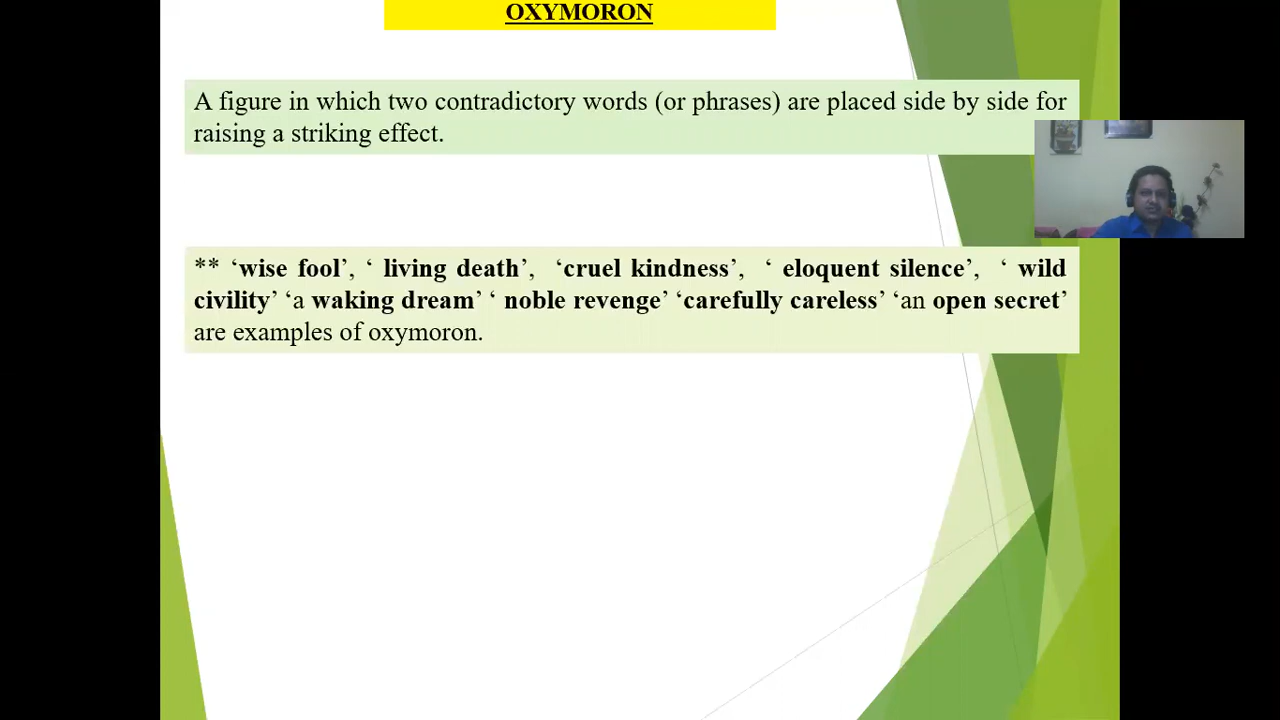 OXYMORON
A figure in which two contradictory words (or phrases) are placed side by side for
raising a striking effect.
** ‘wise fool’, ‘ living death’, ‘cruel kindness’, ‘ eloquent silence’, ‘ wild
civility’ ‘a waking dream’ ‘ noble revenge’ ‘carefully careless’ ‘an open secret’
are examples of oxymoron.